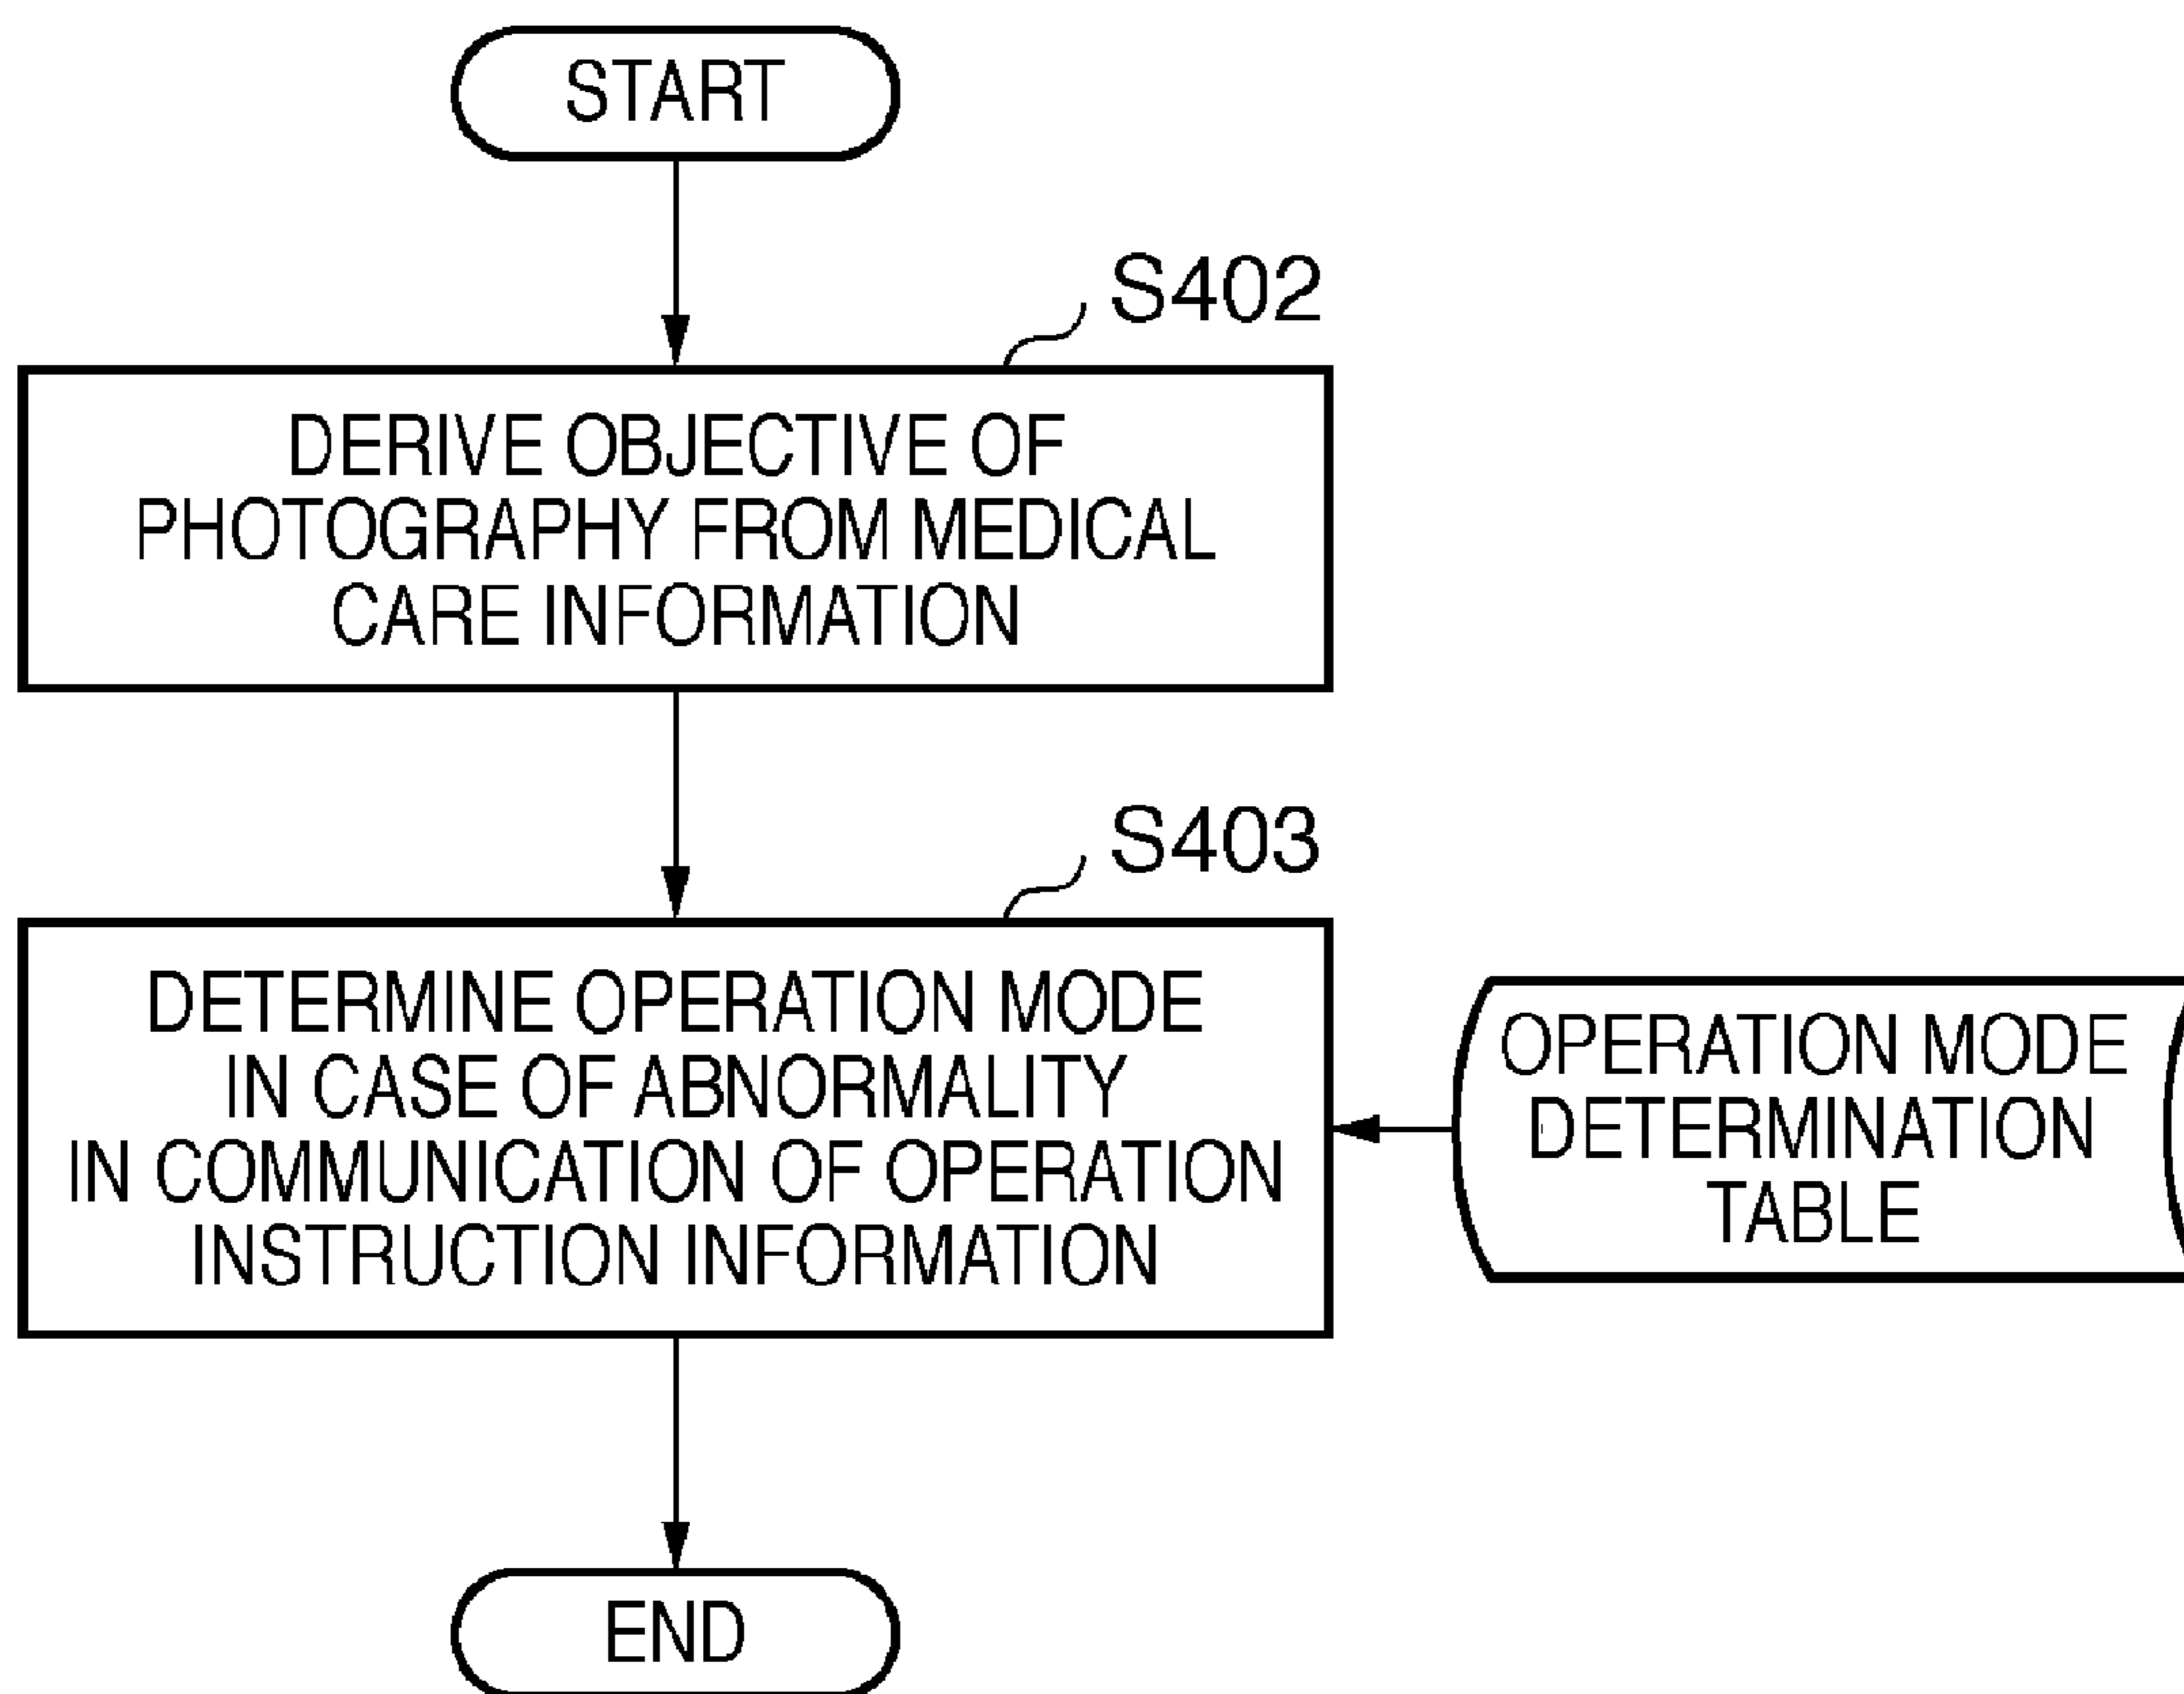 START
S402
DERIVE OBJECTIVE OF
PHOTOGRAPHY FROM MEDICAL
CARE INFORMATION
S403
DETERMINE OPERATION MODE
IN CASE OF ABNORMALITY
IN COMMUNICATION OF OPERATION
INSTRUCTION INFORMATION
OPERATION MODE
DETERMINATION
TABLE
END